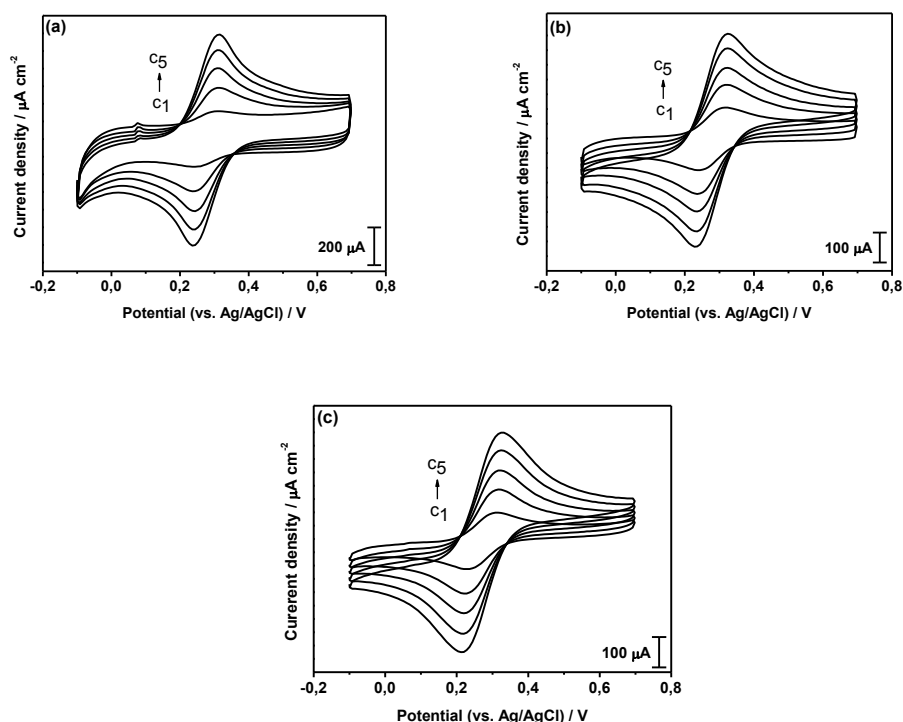 (a)
c5
c1
Current density / μA cm-2
200 μA
-0,2 0,0 0,2 0,4 0,6 0,8
Potential (vs. Ag/AgCl) / V
(b)
c5
c1
Current density / μA cm-2
100 μA
-0,2 0,0 0,2 0,4 0,6 0,8
Potential (vs. Ag/AgCl) / V
(c)
c5
c1
Curerent density / μA cm-2
100 μA
-0,2 0,0 0,2 0,4 0,6 0,8
Potential (vs. Ag/AgCl) / V